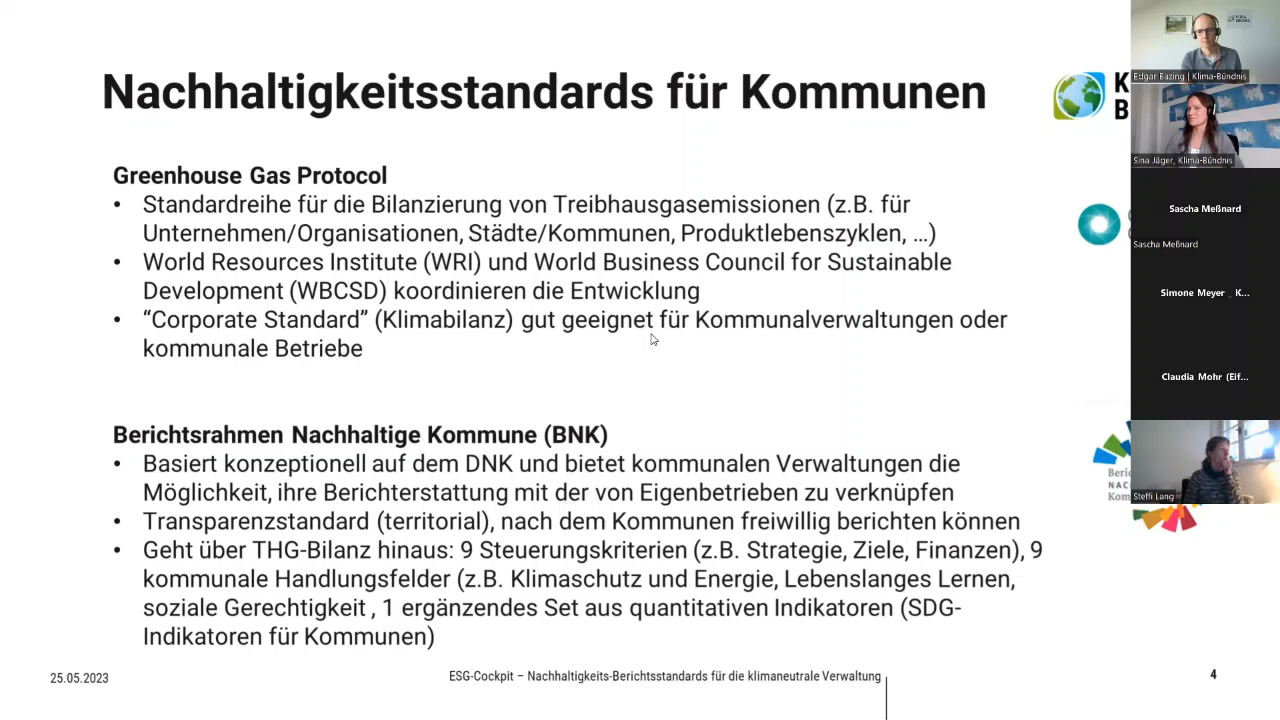 Nachhaltigkeitsstandards für Kommunen
Greenhouse Gas Protocol
• Standardreihe für die Bilanzierung von Treibhausgasemissionen (z.B. für
Unternehmen/Organisationen, Städte/Kommunen, Produktlebenszyklen, …)
• World Resources Institute (WRI) und World Business Council for Sustainable
Development (WBCSD) koordinieren die Entwicklung
• “Corporate Standard” (Klimabilanz) gut geeignet für Kommunalverwaltungen oder
kommunale Betriebe
Berichtsrahmen Nachhaltige Kommune (BNK)
• Basiert konzeptionell auf dem DNK und bietet kommunalen Verwaltungen die
Möglichkeit, ihre Berichterstattung mit der von Eigenbetrieben zu verknüpfen
• Transparenzstandard (territorial), nach dem Kommunen freiwillig berichten können
• Geht über THG-Bilanz hinaus: 9 Steuerungskriterien (z.B. Strategie, Ziele, Finanzen), 9
kommunale Handlungsfelder (z.B. Klimaschutz und Energie, Lebenslanges Lernen,
soziale Gerechtigkeit , 1 ergänzendes Set aus quantitativen Indikatoren (SDG-
Indikatoren für Kommunen)
25.05.2023
ESG-Cockpit – Nachhaltigkeits-Berichtsstandards für die klimaneutrale Verwaltung
4
K
B
Edgar Bazing | Klima-Bündnis
Sina Jäger, Klima-Bündnis
Sascha Meßnard
Sascha Meßnard
Simone Meyer _ K...
Claudia Mohr (Eif...
Steffi Lang
Beri
NAC
Kom